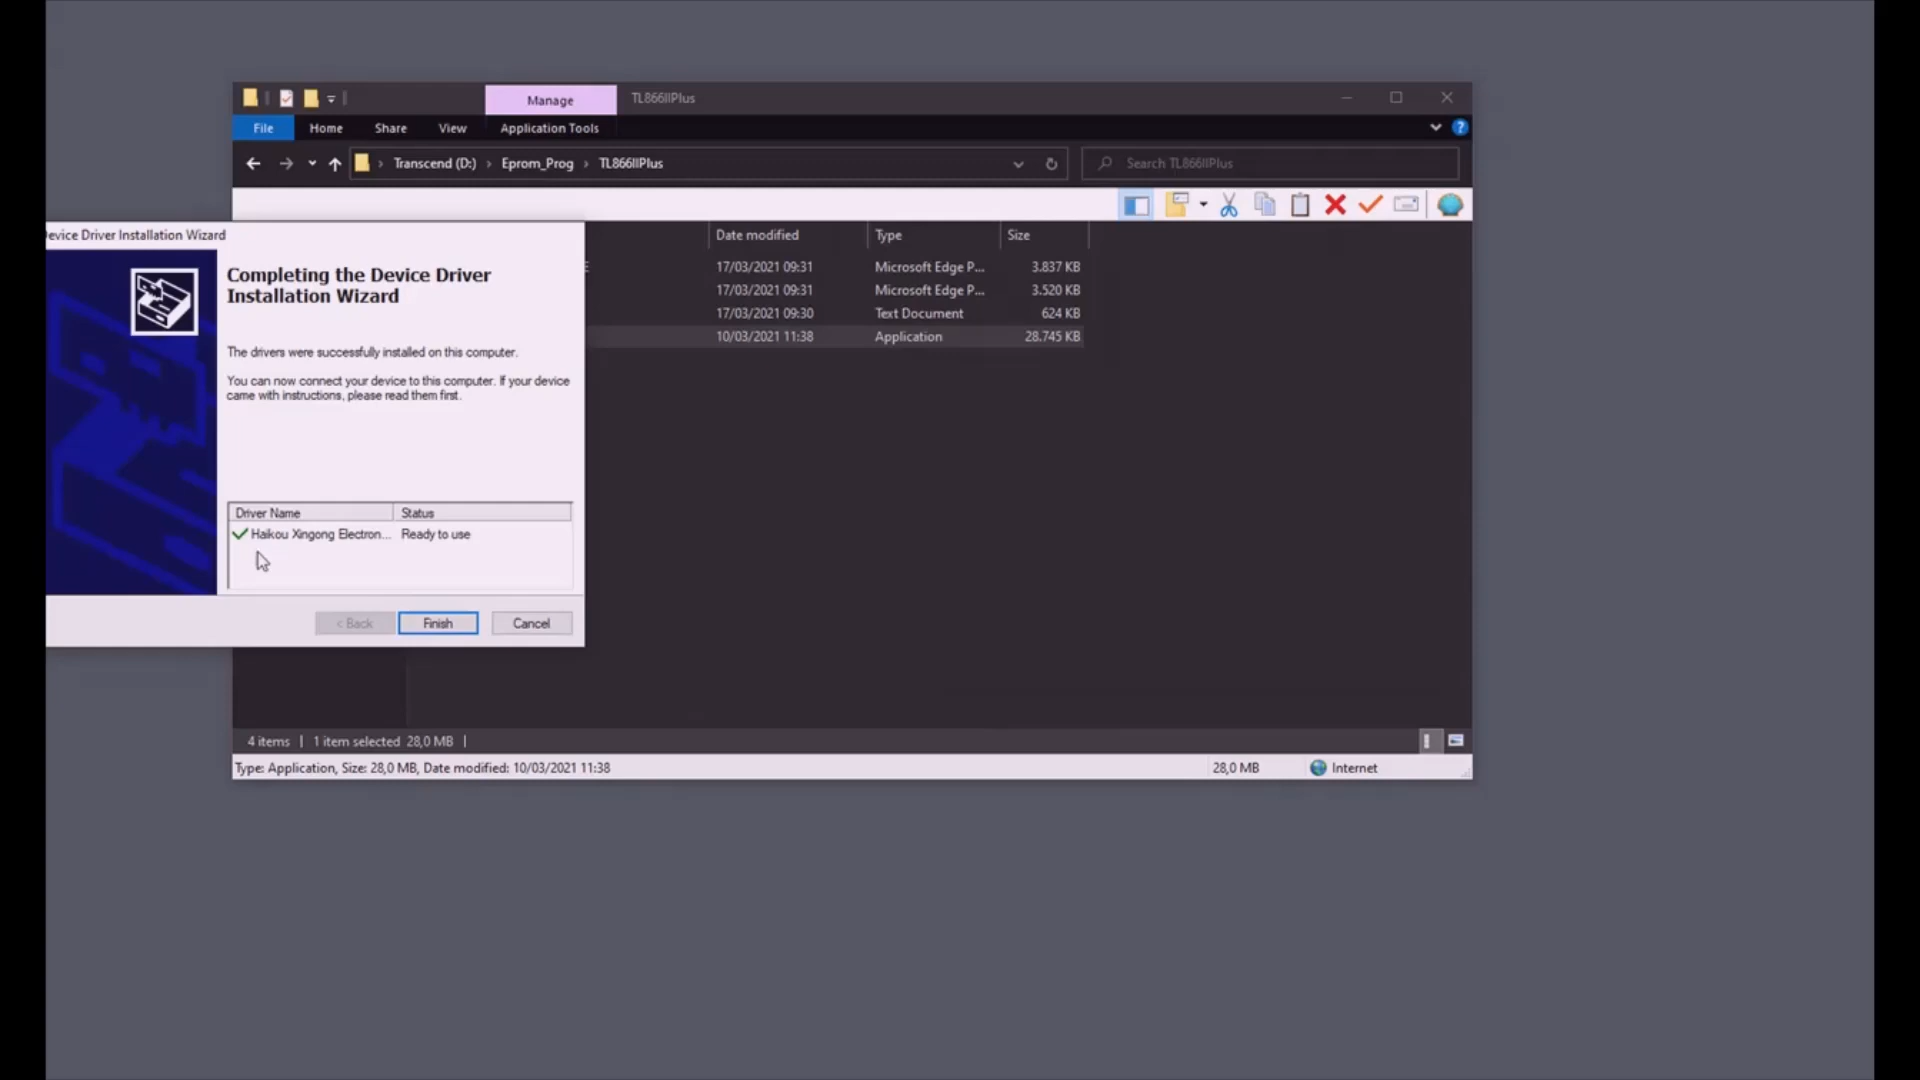 Manage
TL866IIPlus
File
Home
Share
View
Application Tools
Transcend (D:)
Eprom_Prog
TL866IIPlus
Search TL866IIPlus
Date modified
Type
Size
17/03/2021 09:31
Microsoft Edge P...
3.837 KB
17/03/2021 09:31
Microsoft Edge P...
3.520 KB
17/03/2021 09:30
Text Document
624 KB
10/03/2021 11:38
Application
28.745 KB
evice Driver Installation Wizard
Completing the Device Driver
Installation Wizard
The drivers were successfully installed on this computer.
You can now connect your device to this computer. If your device
came with instructions, please read them first.
Driver Name
Status
Haikou Xingong Electron...
Ready to use
< Back
Finish
Cancel
4 items
1 item selected 28,0 MB
Type: Application, Size: 28,0 MB, Date modified: 10/03/2021 11:38
28,0 MB
Internet